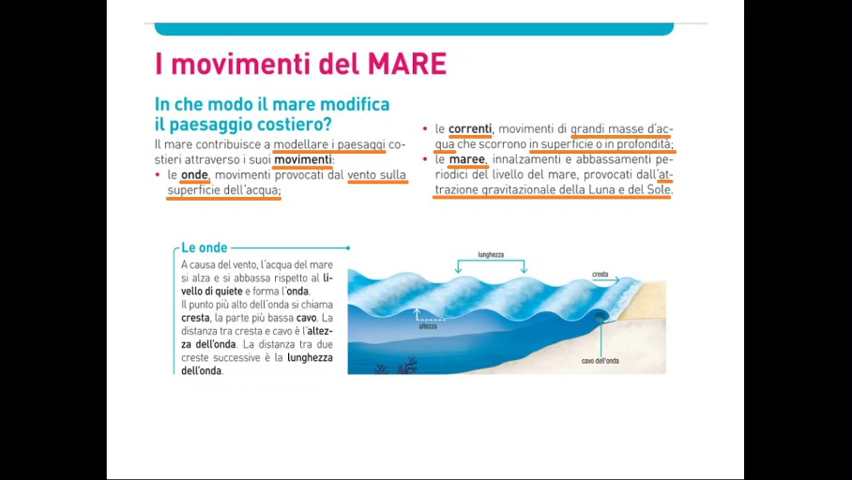 I movimenti del MARE
In che modo il mare modifica
il paesaggio costiero?
Il mare contribuisce a modellare i paesaggi co-
stieri attraverso i suoi movimenti:
• le onde, movimenti provocati dal vento sulla
superficie dell'acqua;
• le correnti, movimenti di grandi masse d'ac-
qua che scorrono in superficie o in profondità;
• le maree, innalzamenti e abbassamenti pe-
riodici del livello del mare, provocati dall'at-
trazione gravitazionale della Luna e del Sole.
Le onde
A causa del vento, l'acqua del mare
si alza e si abbassa rispetto al li-
vello di quiete e forma l'onda.
Il punto più alto dell'onda si chiama
cresta, la parte più bassa cavo. La
distanza tra cresta e cavo è l'altez-
za dell'onda. La distanza tra due
creste successive è la lunghezza
dell'onda.
lunghezza
cresta
altezza
cavo dell'onda